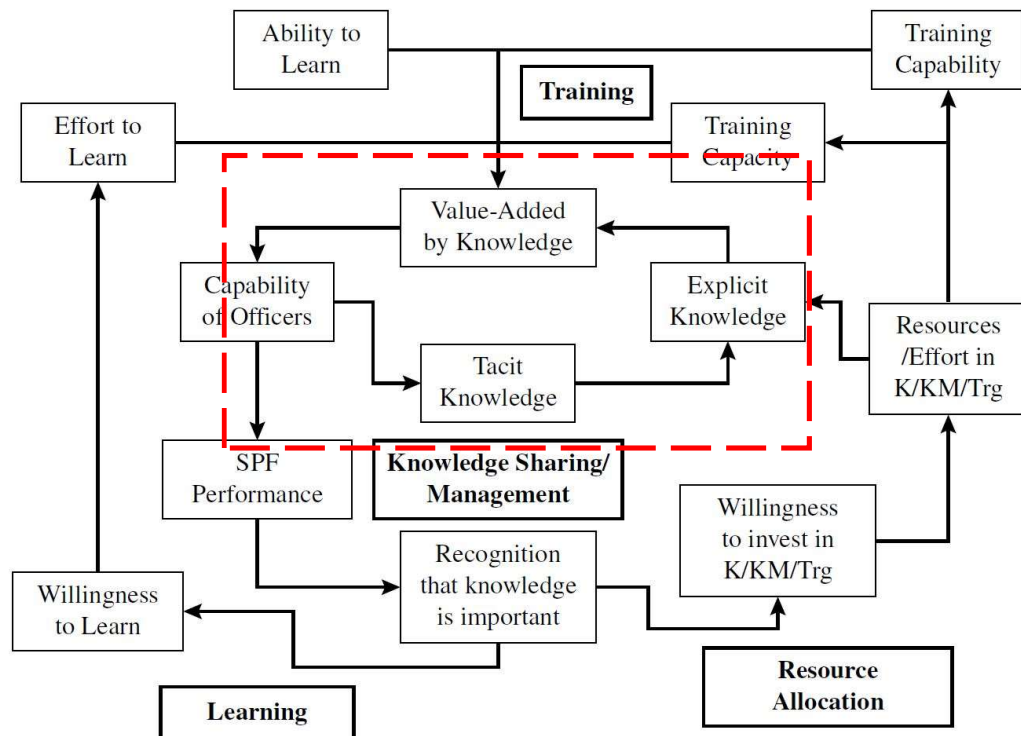 Ability to
Learn
Training
Capability
Training
Effort to
Learn
Training
Capacity
Value-Added
by Knowledge
Capability
of Officers
Explicit
Knowledge
Resources
/Effort in
K/KM/Trg
Tacit
Knowledge
SPF
Performance
Knowledge Sharing/
Management
Willingness
to invest in
K/KM/Trg
Recognition
that knowledge
is important
Willingness
to Learn
Resource
Allocation
Learning